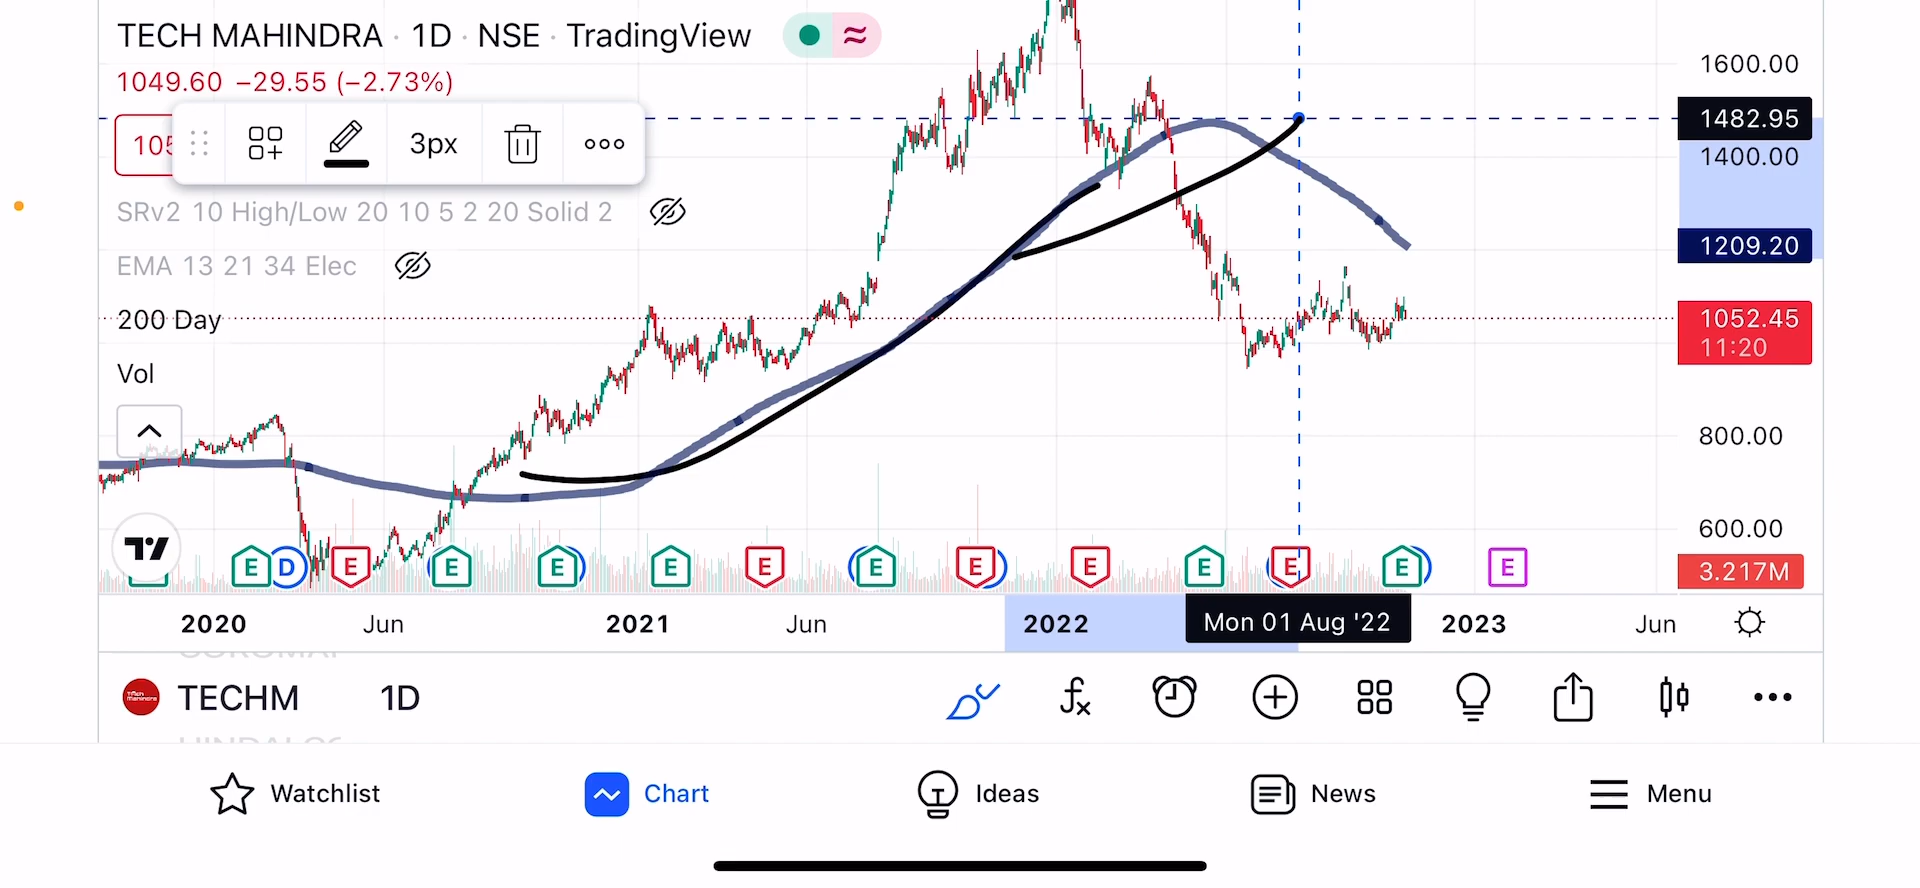 TECH MAHINDRA · 1D · NSE · TradingView
1600.00
1049.60 −29.55 (−2.73%)
1482.95
105
3px
1400.00
SRv2 10 High/Low 20 10 5 2 20 Solid 2
1209.20
EMA 13 21 34 Elec
200 Day
1052.45
11:20
Vol
800.00
600.00
E D E E E E E E E E E E E E
3.217M
2020 Jun 2021 Jun 2022 Mon 01 Aug '22 2023 Jun
TECHM 1D
Watchlist Chart Ideas News Menu